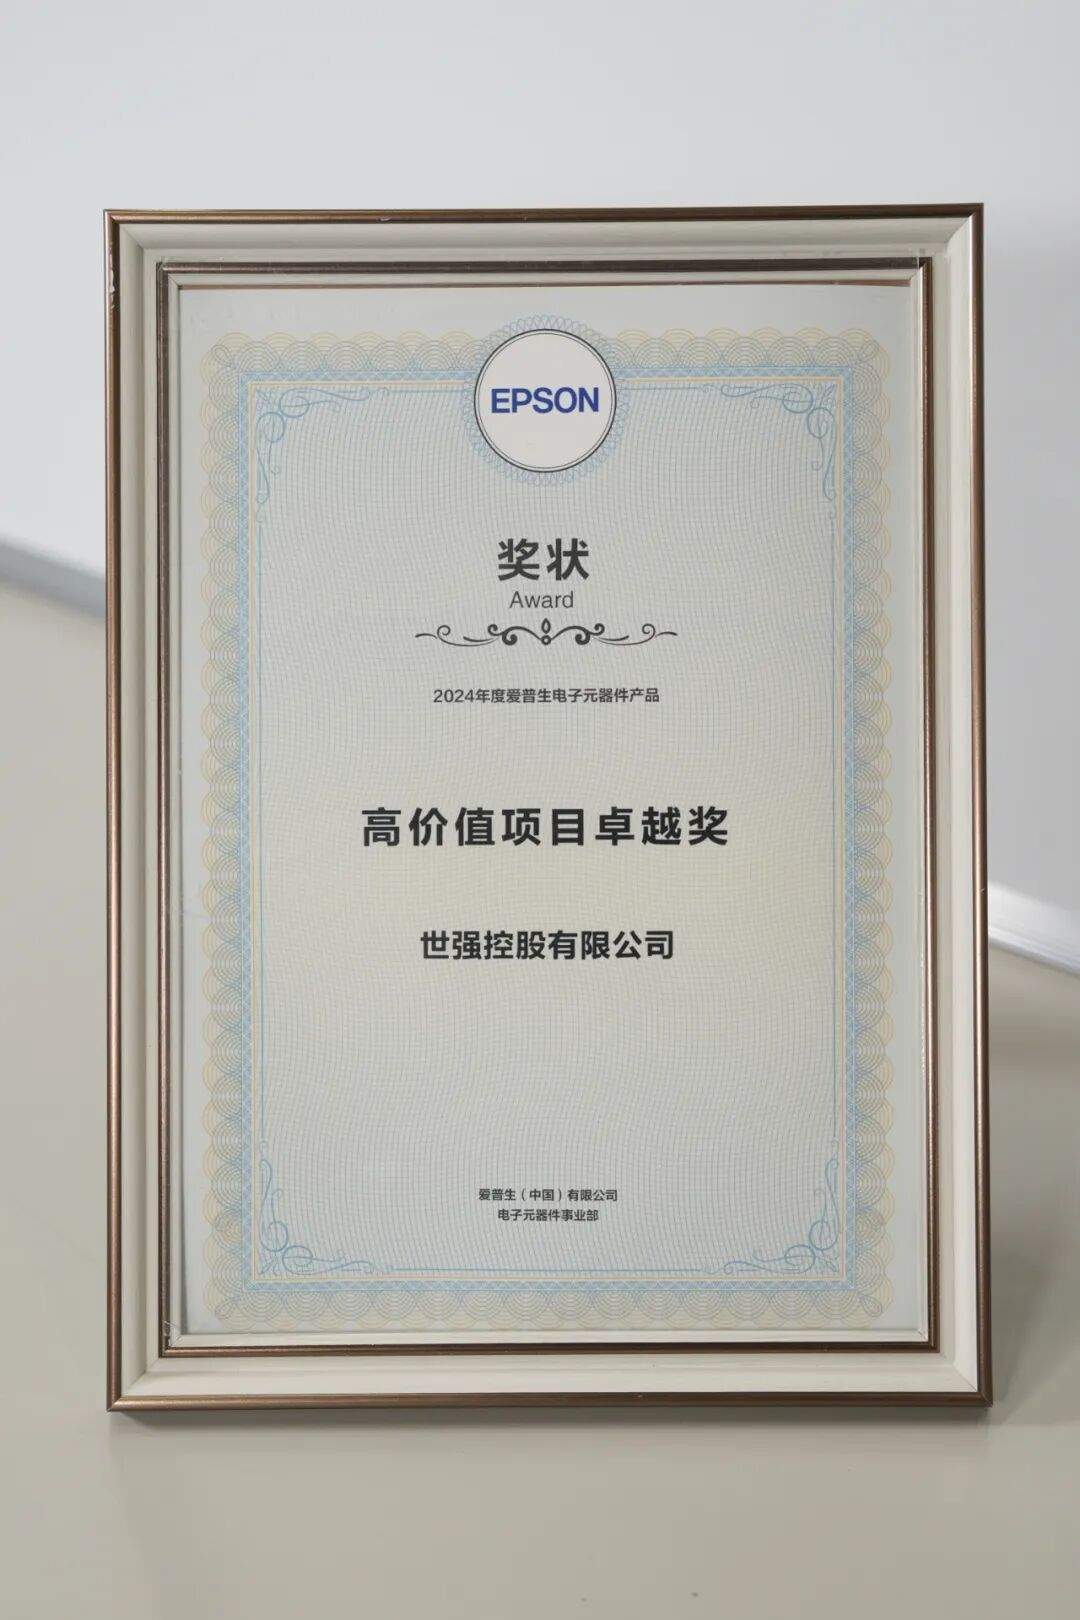 EPSON
奖状
Award
2024年度爱普生电子元器件产品
高价值项目卓越奖
世强控股有限公司
爱普生（中国）有限公司
电子元器件事业部